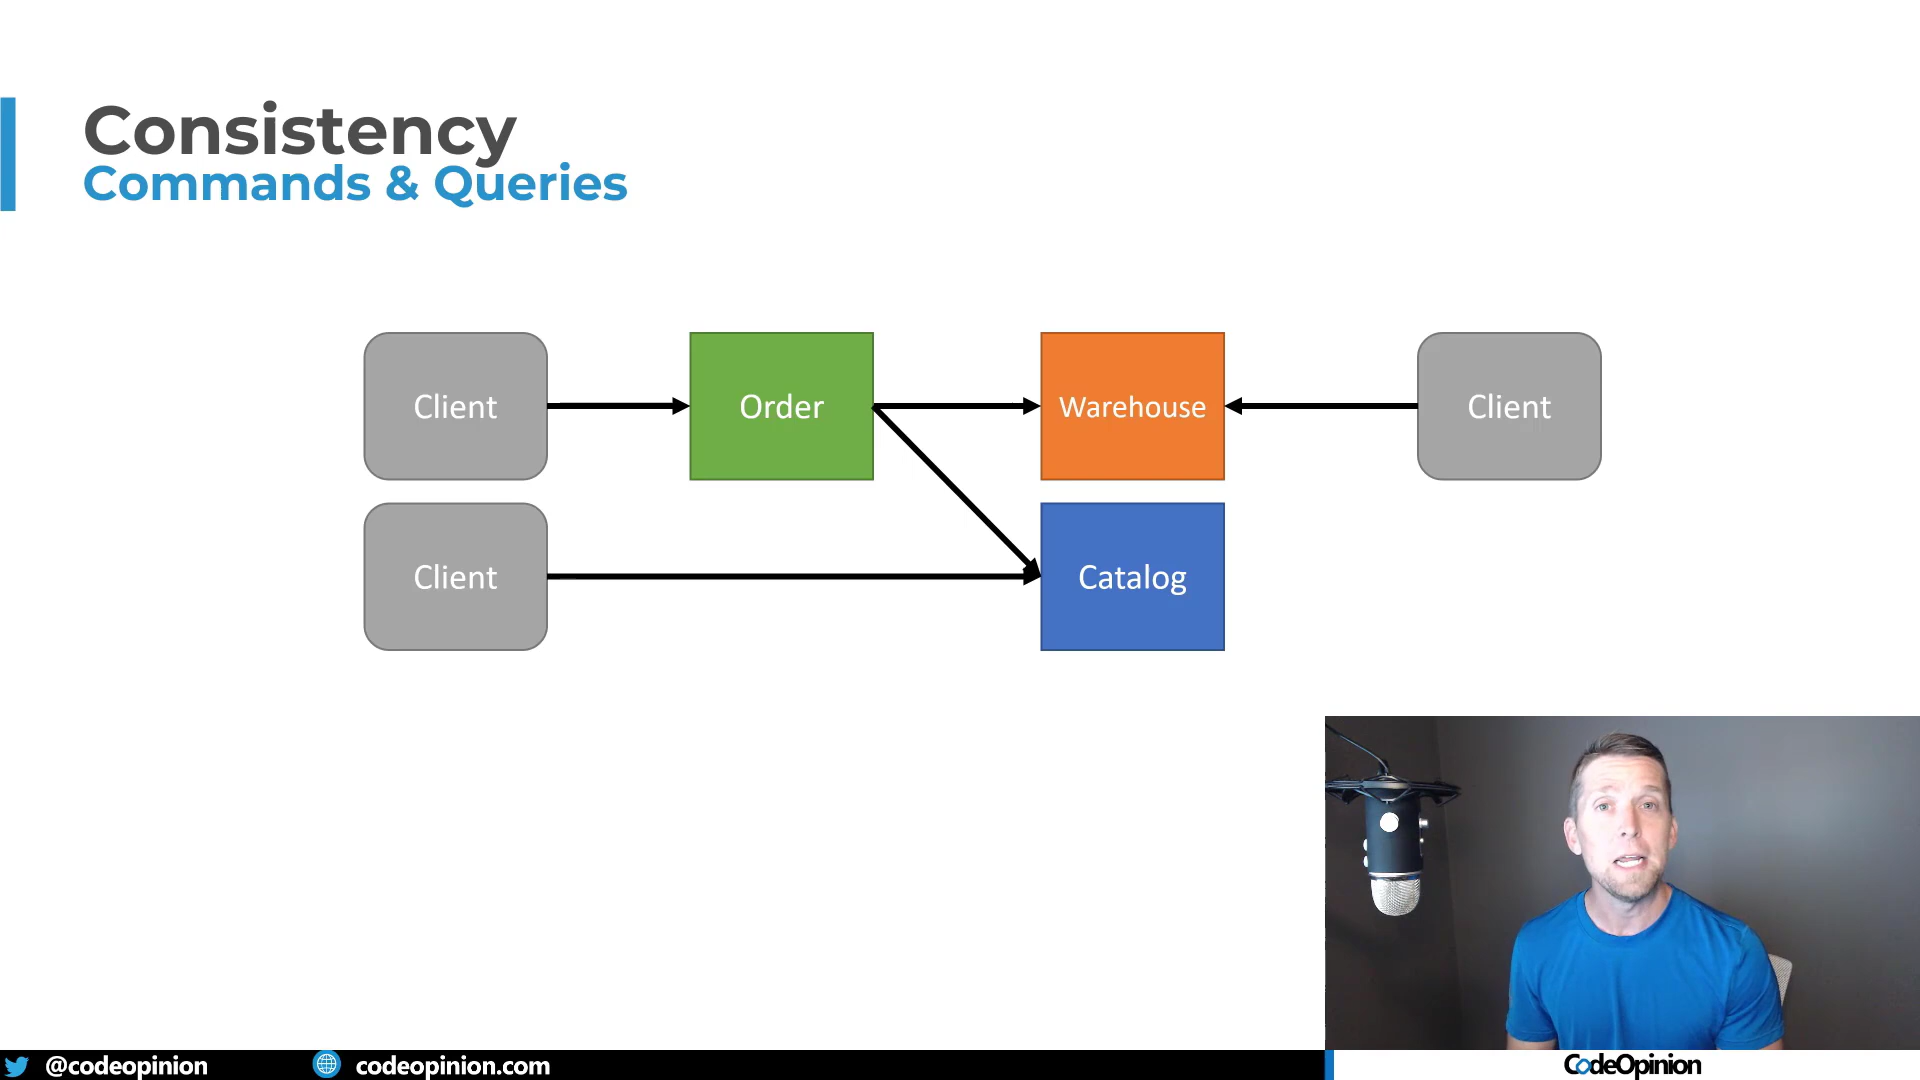 Consistency
Commands & Queries
Client
Order
Warehouse
Client
Client
Catalog
@codeopinion
codeopinion.com
CodeOpinion